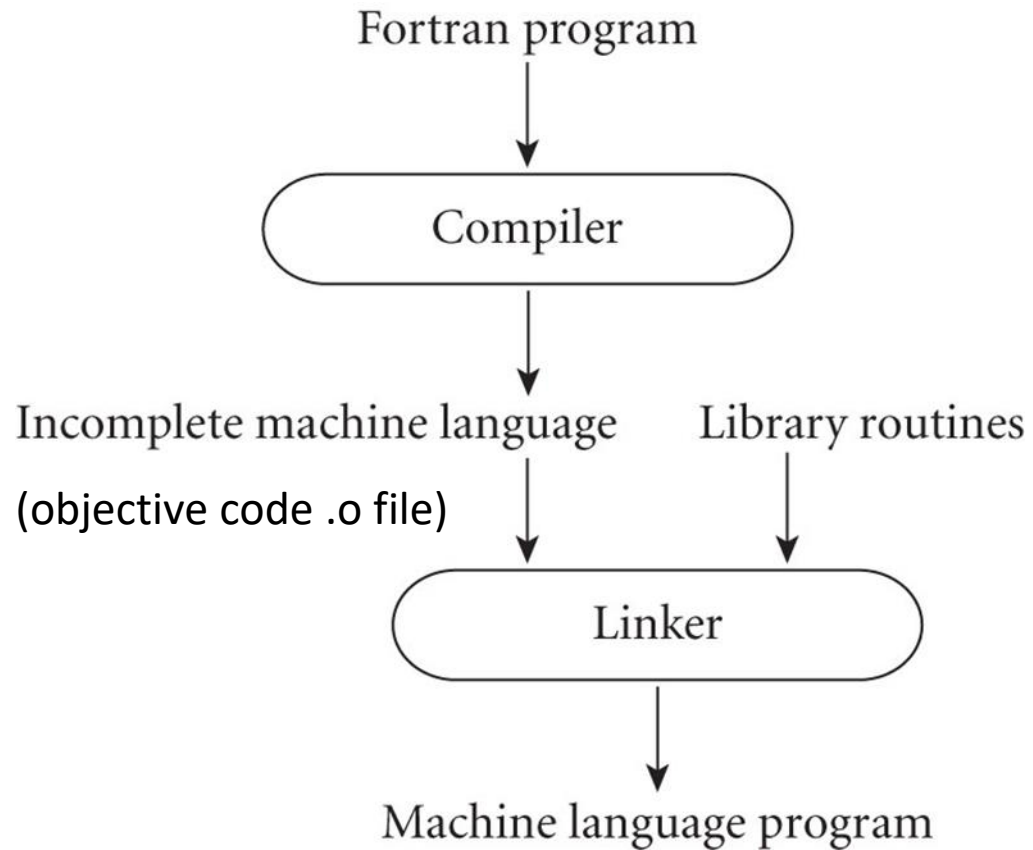 Fortran program
Compiler
Incomplete machine language
Library routines
(objective code .o file)
Linker
Machine language program